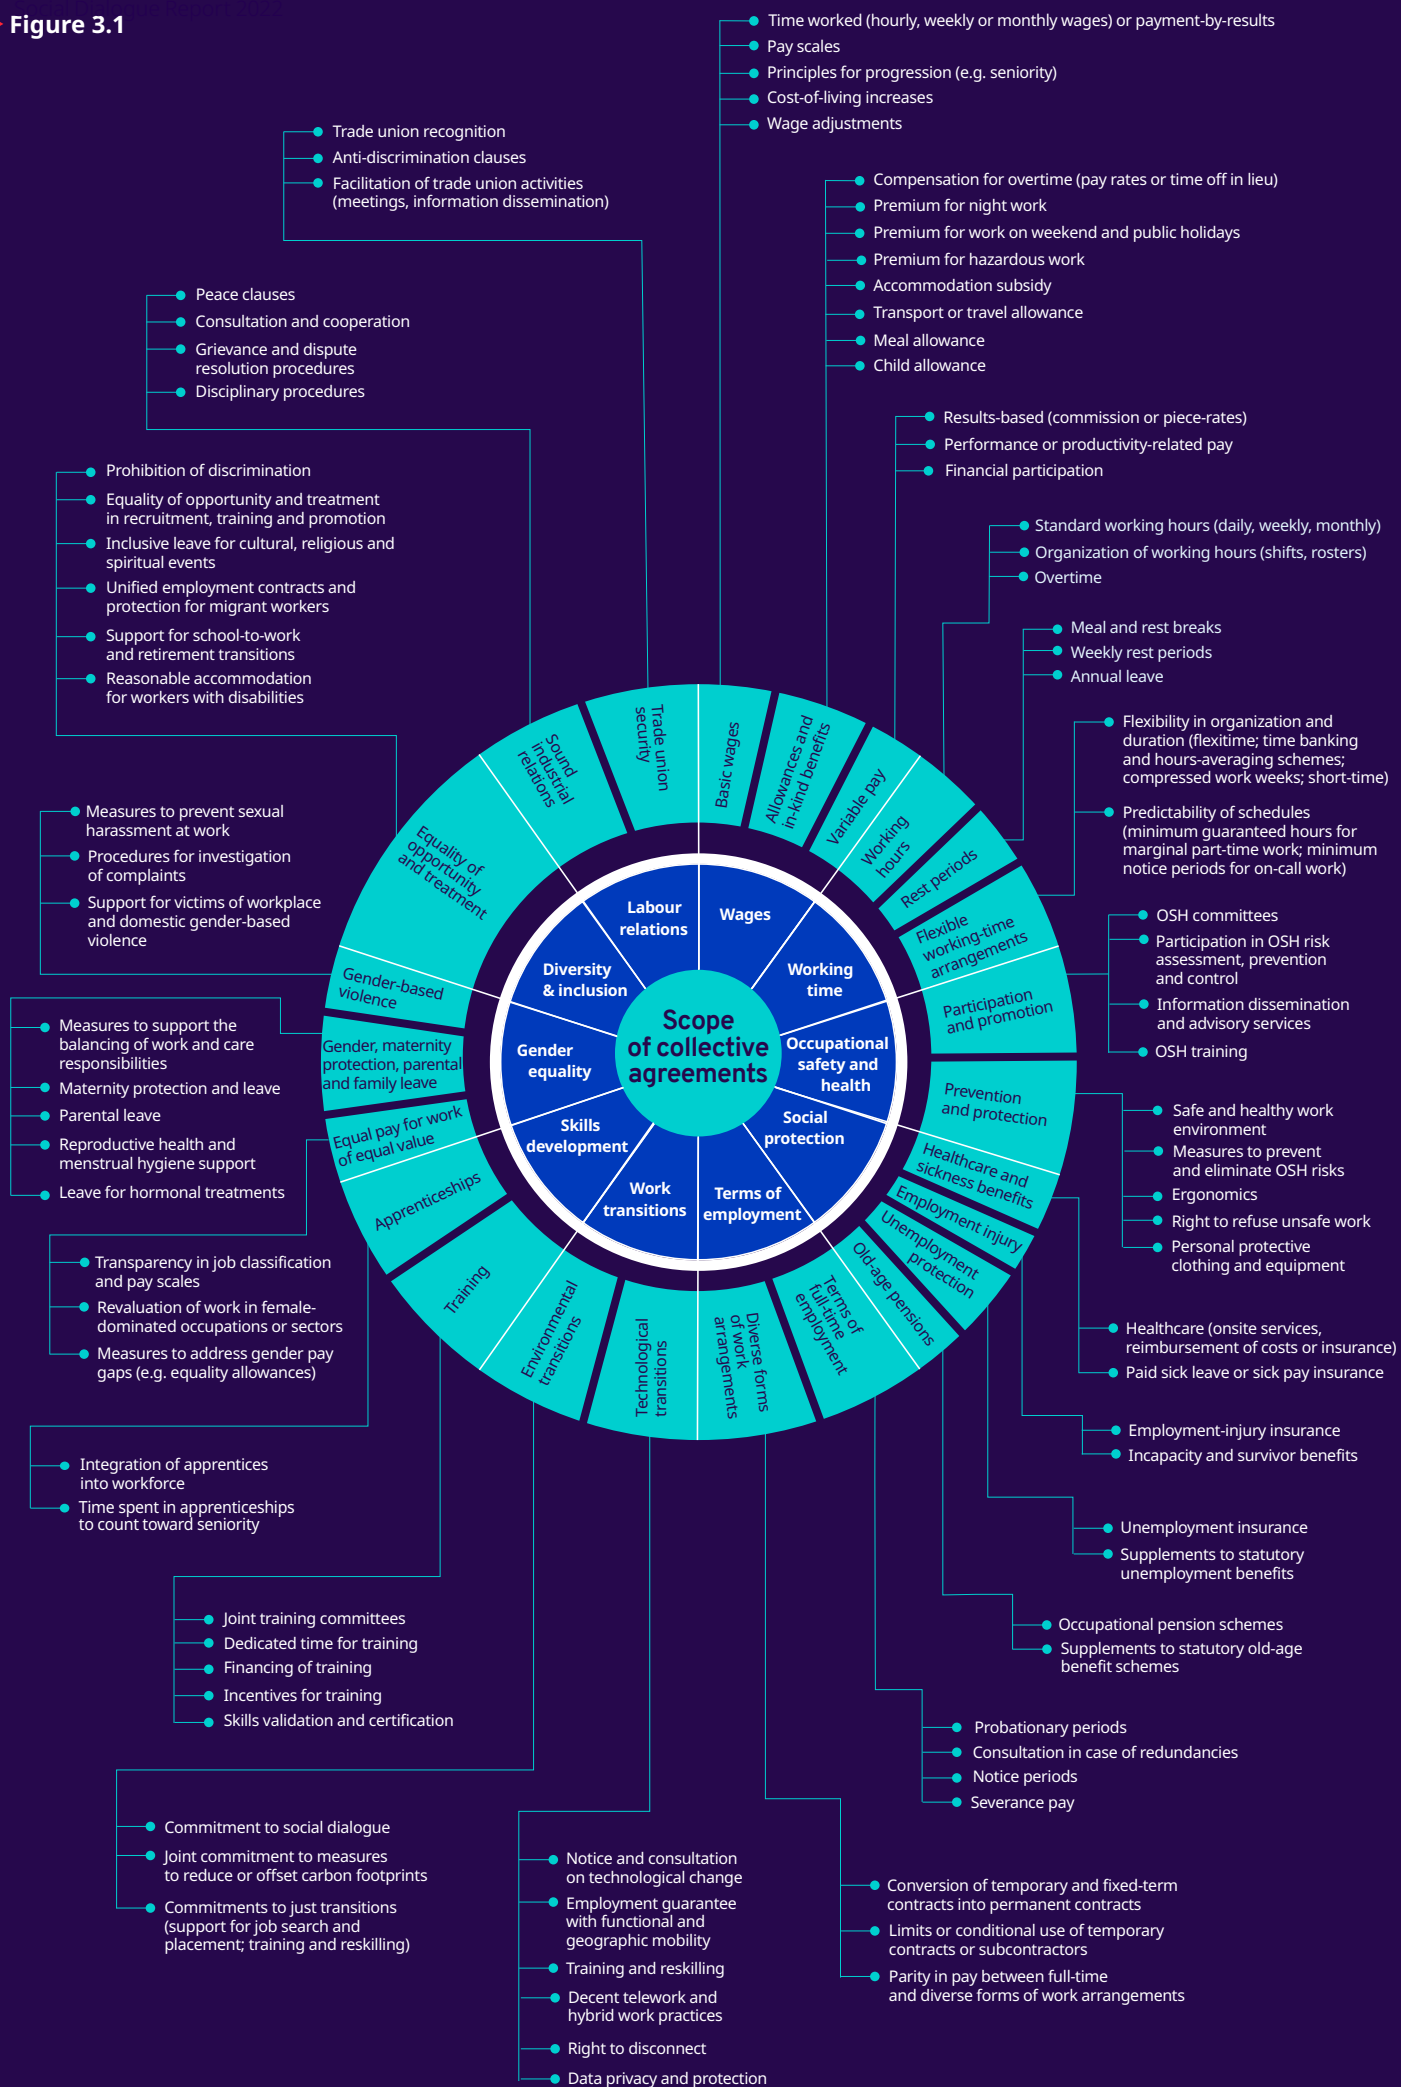 Social Dialogue Report 2022
Figure 3.1
Time worked (hourly, weekly or monthly wages) or payment-by-results
Pay scales
Principles for progression (e.g. seniority)
Cost-of-living increases
Wage adjustments
Trade union recognition
Anti-discrimination clauses
Facilitation of trade union activities
(meetings, information dissemination)
Compensation for overtime (pay rates or time off in lieu)
Premium for night work
Premium for work on weekend and public holidays
Premium for hazardous work
Accommodation subsidy
Transport or travel allowance
Meal allowance
Child allowance
Peace clauses
Consultation and cooperation
Grievance and dispute
resolution procedures
Disciplinary procedures
Results-based (commission or piece-rates)
Performance or productivity-related pay
Financial participation
Prohibition of discrimination
Equality of opportunity and treatment
in recruitment, training and promotion
Inclusive leave for cultural, religious and
spiritual events
Unified employment contracts and
protection for migrant workers
Support for school-to-work
and retirement transitions
Reasonable accommodation
for workers with disabilities
Standard working hours (daily, weekly, monthly)
Organization of working hours (shifts, rosters)
Overtime
Meal and rest breaks
Weekly rest periods
Annual leave
Flexibility in organization and
duration (flexitime; time banking
and hours-averaging schemes;
compressed work weeks; short-time)
Predictability of schedules
(minimum guaranteed hours for
marginal part-time work; minimum
notice periods for on-call work)
Measures to prevent sexual
harassment at work
Procedures for investigation
of complaints
Support for victims of workplace
and domestic gender-based
violence
OSH committees
Participation in OSH risk
assessment, prevention
and control
Information dissemination
and advisory services
OSH training
Measures to support the
balancing of work and care
responsibilities
Maternity protection and leave
Parental leave
Reproductive health and
menstrual hygiene support
Leave for hormonal treatments
Safe and healthy work
environment
Measures to prevent
and eliminate OSH risks
Ergonomics
Right to refuse unsafe work
Personal protective
clothing and equipment
Trade union
security
Basic wages
Allowances and
in-kind benefits
Variable pay
Working
hours
Rest periods
Flexible
working-time
arrangements
Participation
and promotion
Prevention
and protection
Healthcare and
sickness benefits
Employment injury
Unemployment
protection
Old-age pensions
Terms of
full-time
employment
Diverse forms
of work
arrangements
Technological
transitions
Environmental
transitions
Training
Apprenticeships
Equal pay for work
of equal value
Gender, maternity
protection, parental
and family leave
Gender-based
violence
Equality of
opportunity
and treatment
Sound
industrial
relations
Labour
relations
Wages
Working
time
Occupational
safety and
health
Social
protection
Terms of
employment
Work
transitions
Skills
development
Gender
equality
Diversity
& inclusion
Scope
of collective
agreements
Transparency in job classification
and pay scales
Revaluation of work in female-
dominated occupations or sectors
Measures to address gender pay
gaps (e.g. equality allowances)
Healthcare (onsite services,
reimbursement of costs or insurance)
Paid sick leave or sick pay insurance
Employment-injury insurance
Incapacity and survivor benefits
Integration of apprentices
into workforce
Time spent in apprenticeships
to count toward seniority
Unemployment insurance
Supplements to statutory
unemployment benefits
Joint training committees
Dedicated time for training
Financing of training
Incentives for training
Skills validation and certification
Occupational pension schemes
Supplements to statutory old-age
benefit schemes
Probationary periods
Consultation in case of redundancies
Notice periods
Severance pay
Commitment to social dialogue
Joint commitment to measures
to reduce or offset carbon footprints
Commitments to just transitions
(support for job search and
placement; training and reskilling)
Notice and consultation
on technological change
Employment guarantee
with functional and
geographic mobility
Training and reskilling
Decent telework and
hybrid work practices
Right to disconnect
Data privacy and protection
Conversion of temporary and fixed-term
contracts into permanent contracts
Limits or conditional use of temporary
contracts or subcontractors
Parity in pay between full-time
and diverse forms of work arrangements